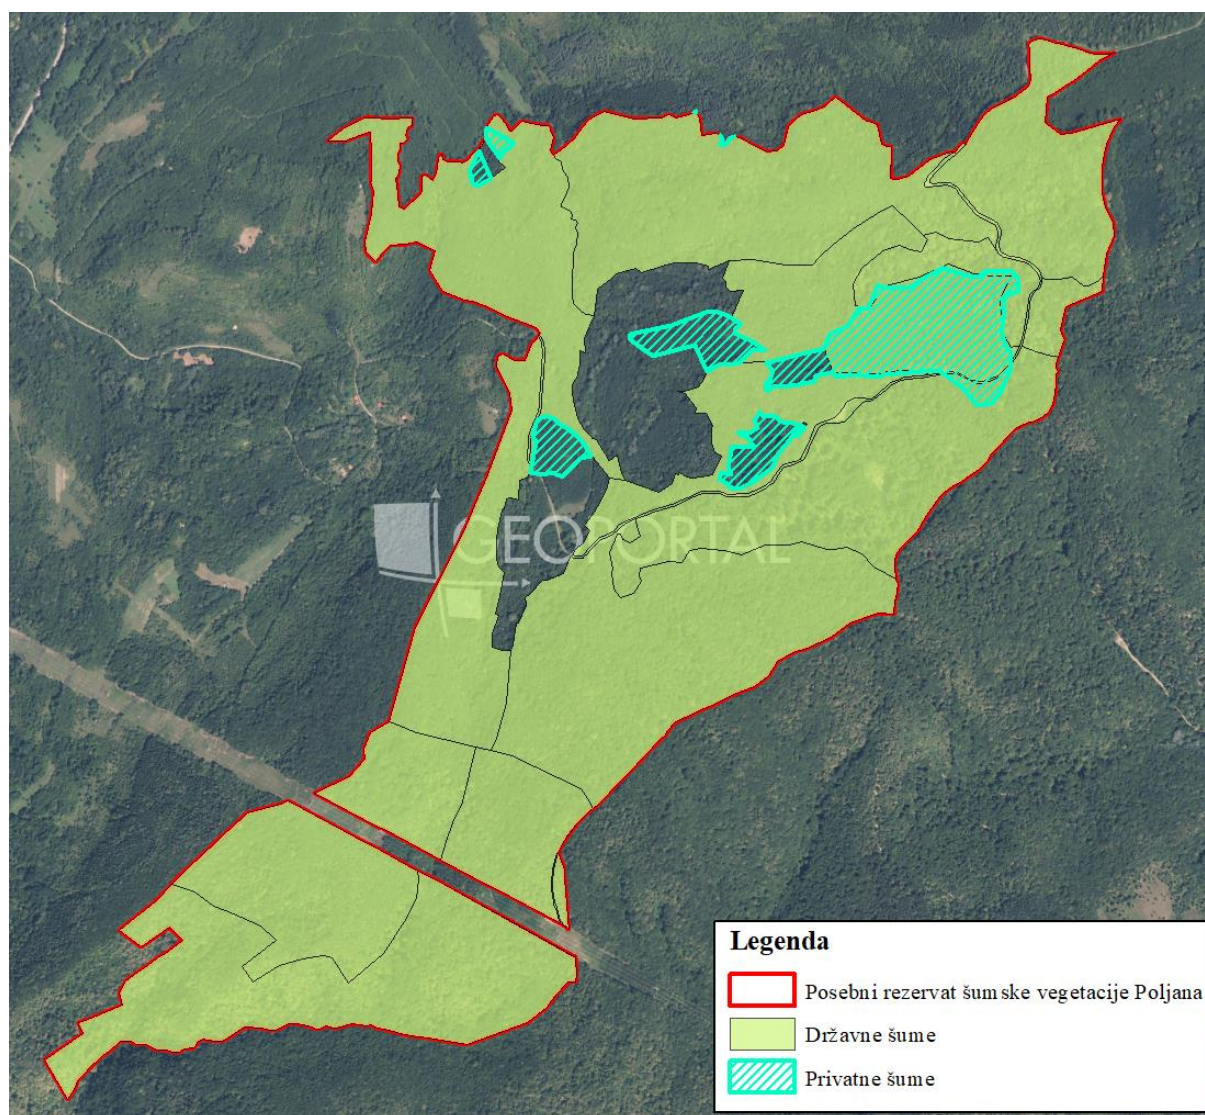 GEOPORTAL
Legenda
Posebni rezervat šumske vegetacije Poljana
Državne šume
Privatne šume